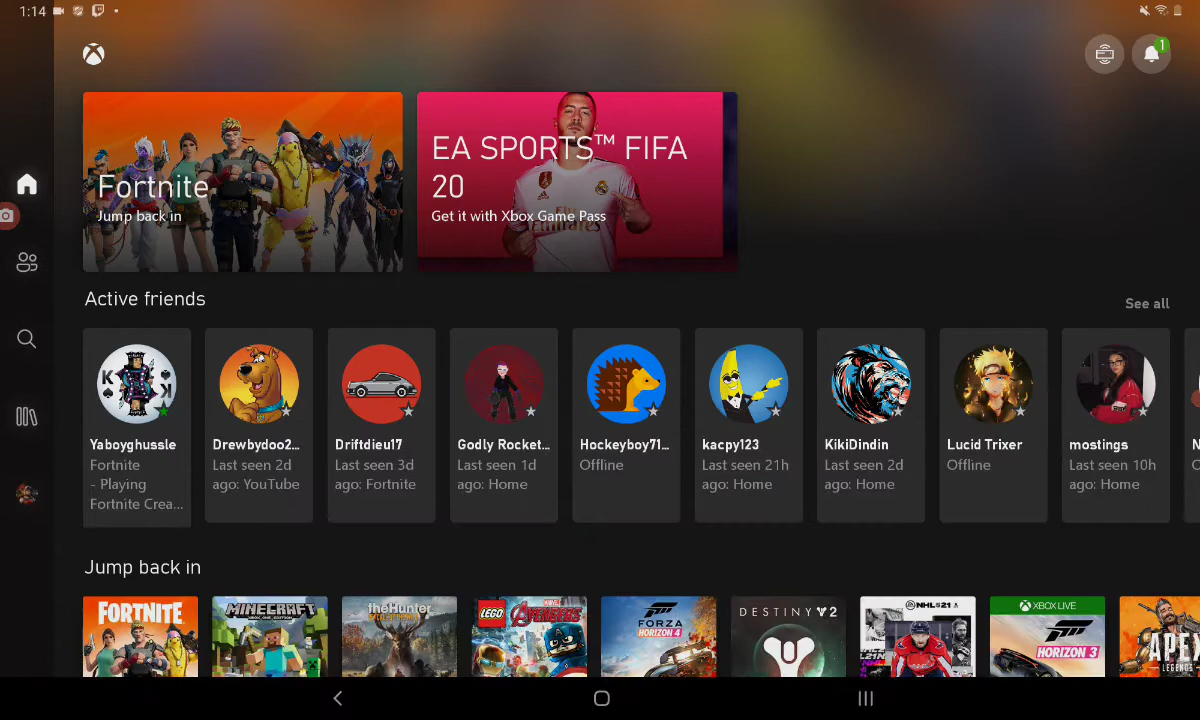 1:14
1
EA SPORTS™ FIFA
20
Get it with Xbox Game Pass
Fortnite
Jump back in
Active friends
See all
K
K
Yaboyghussle
Fortnite
- Playing
Fortnite Crea...
Drewbydoo2...
Last seen 2d
ago: YouTube
Driftdieu17
Last seen 3d
ago: Fortnite
Godly Rocket...
Last seen 1d
ago: Home
Hockeyboy71...
Offline
kacpy123
Last seen 21h
ago: Home
KikiDindin
Last seen 2d
ago: Home
Lucid Trixer
Offline
mostings
Last seen 10h
ago: Home
Jump back in
FORTNITE
MINECRAFT
theHunter
LEGO
MARVEL
AVENGERS
FORZA
HORIZON 4
DESTINY 2
EA NHL 21
XBOX LIVE
HORIZON 3
APEX
LEGENDS